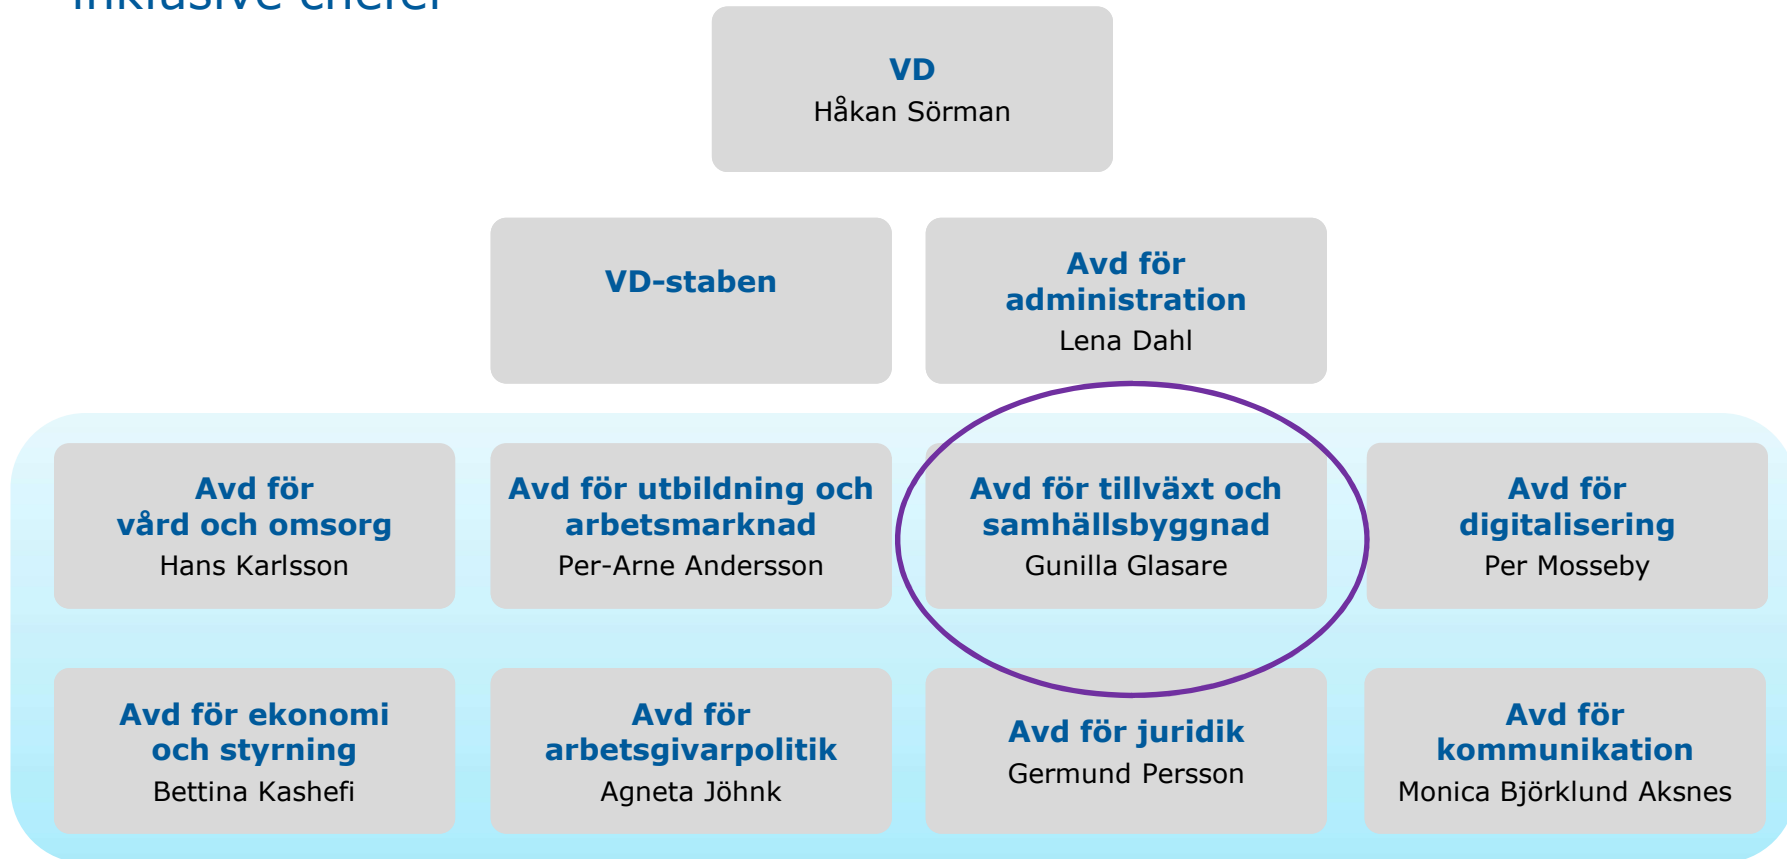 inklusive chefer
VD
Håkan Sörman
VD-staben
Avd för
administration
Lena Dahl
Avd för
vård och omsorg
Hans Karlsson
Avd för utbildning och
arbetsmarknad
Per-Arne Andersson
Avd för tillväxt och
samhällsbyggnad
Gunilla Glasare
Avd för
digitalisering
Per Mosseby
Avd för ekonomi
och styrning
Bettina Kashefi
Avd för
arbetsgivarpolitik
Agneta Jöhnk
Avd för juridik
Germund Persson
Avd för
kommunikation
Monica Björklund Aksnes